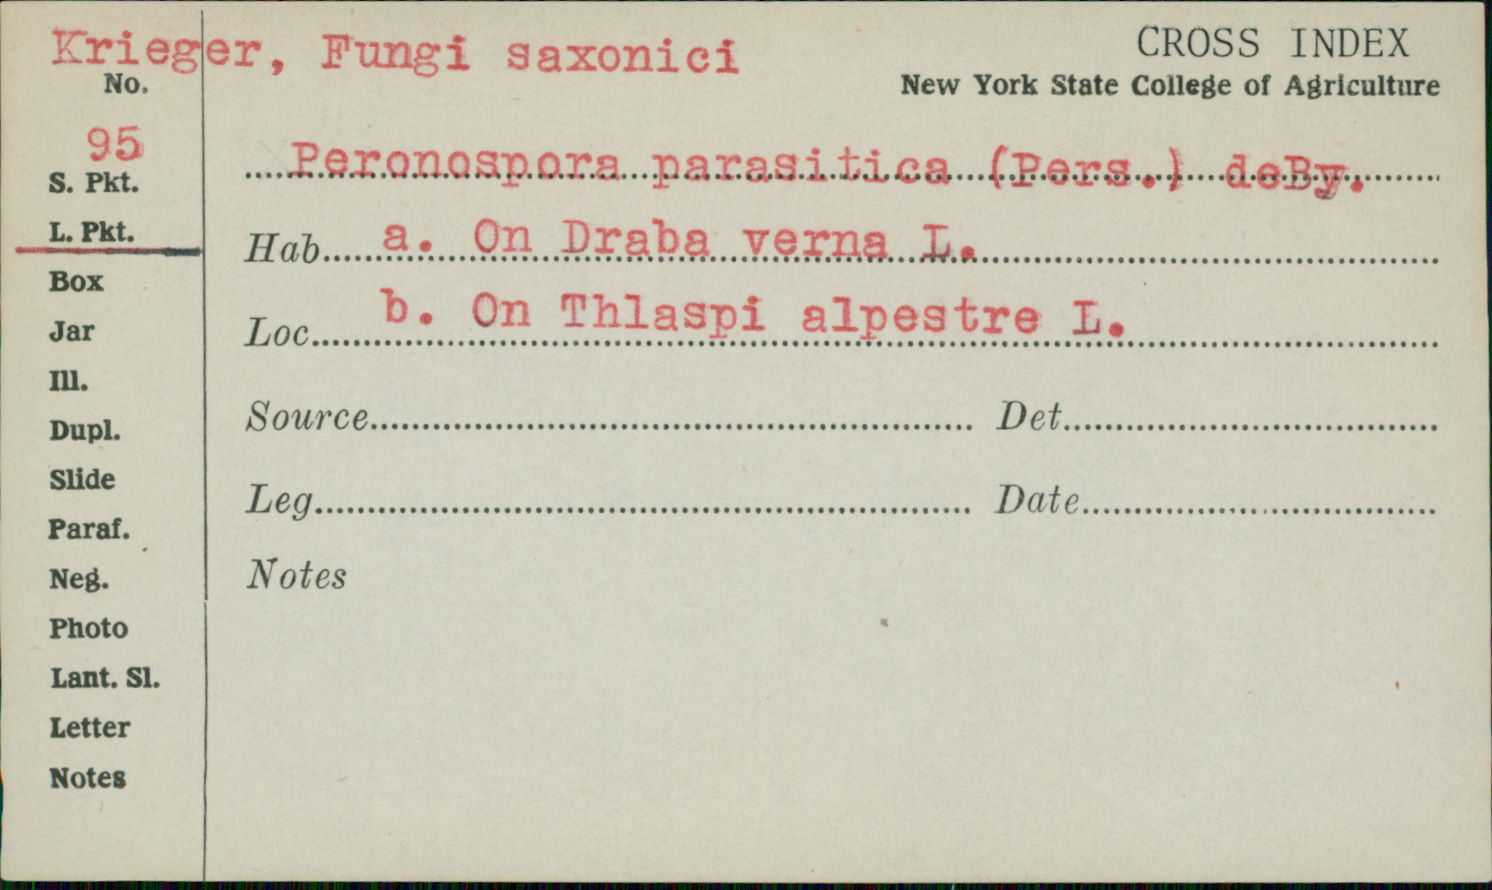 Krieger, Fungi saxonici
CROSS INDEX
No.
New York State College of Agriculture
95
Peronospora parasitica (Pers.) deBy.
S. Pkt.
L. Pkt.
Hab. a. On Draba verna L.
Box
b. On Thlaspi alpestre L.
Jar
Loc.
Ill.
Dupl.
Source Det.
Slide
Leg. Date
Paraf.
Neg.
Notes
Photo
Lant. Sl.
Letter
Notes